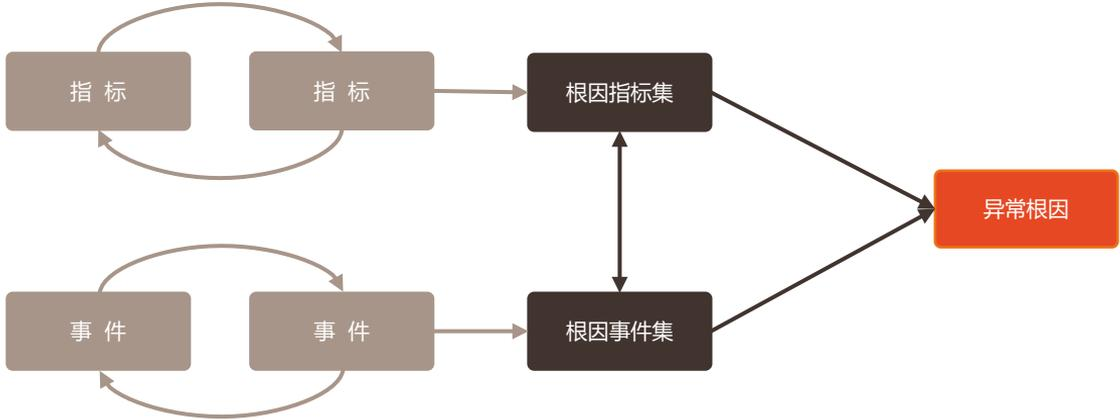 指 标
指 标
根因指标集
异常根因
事 件
事 件
根因事件集